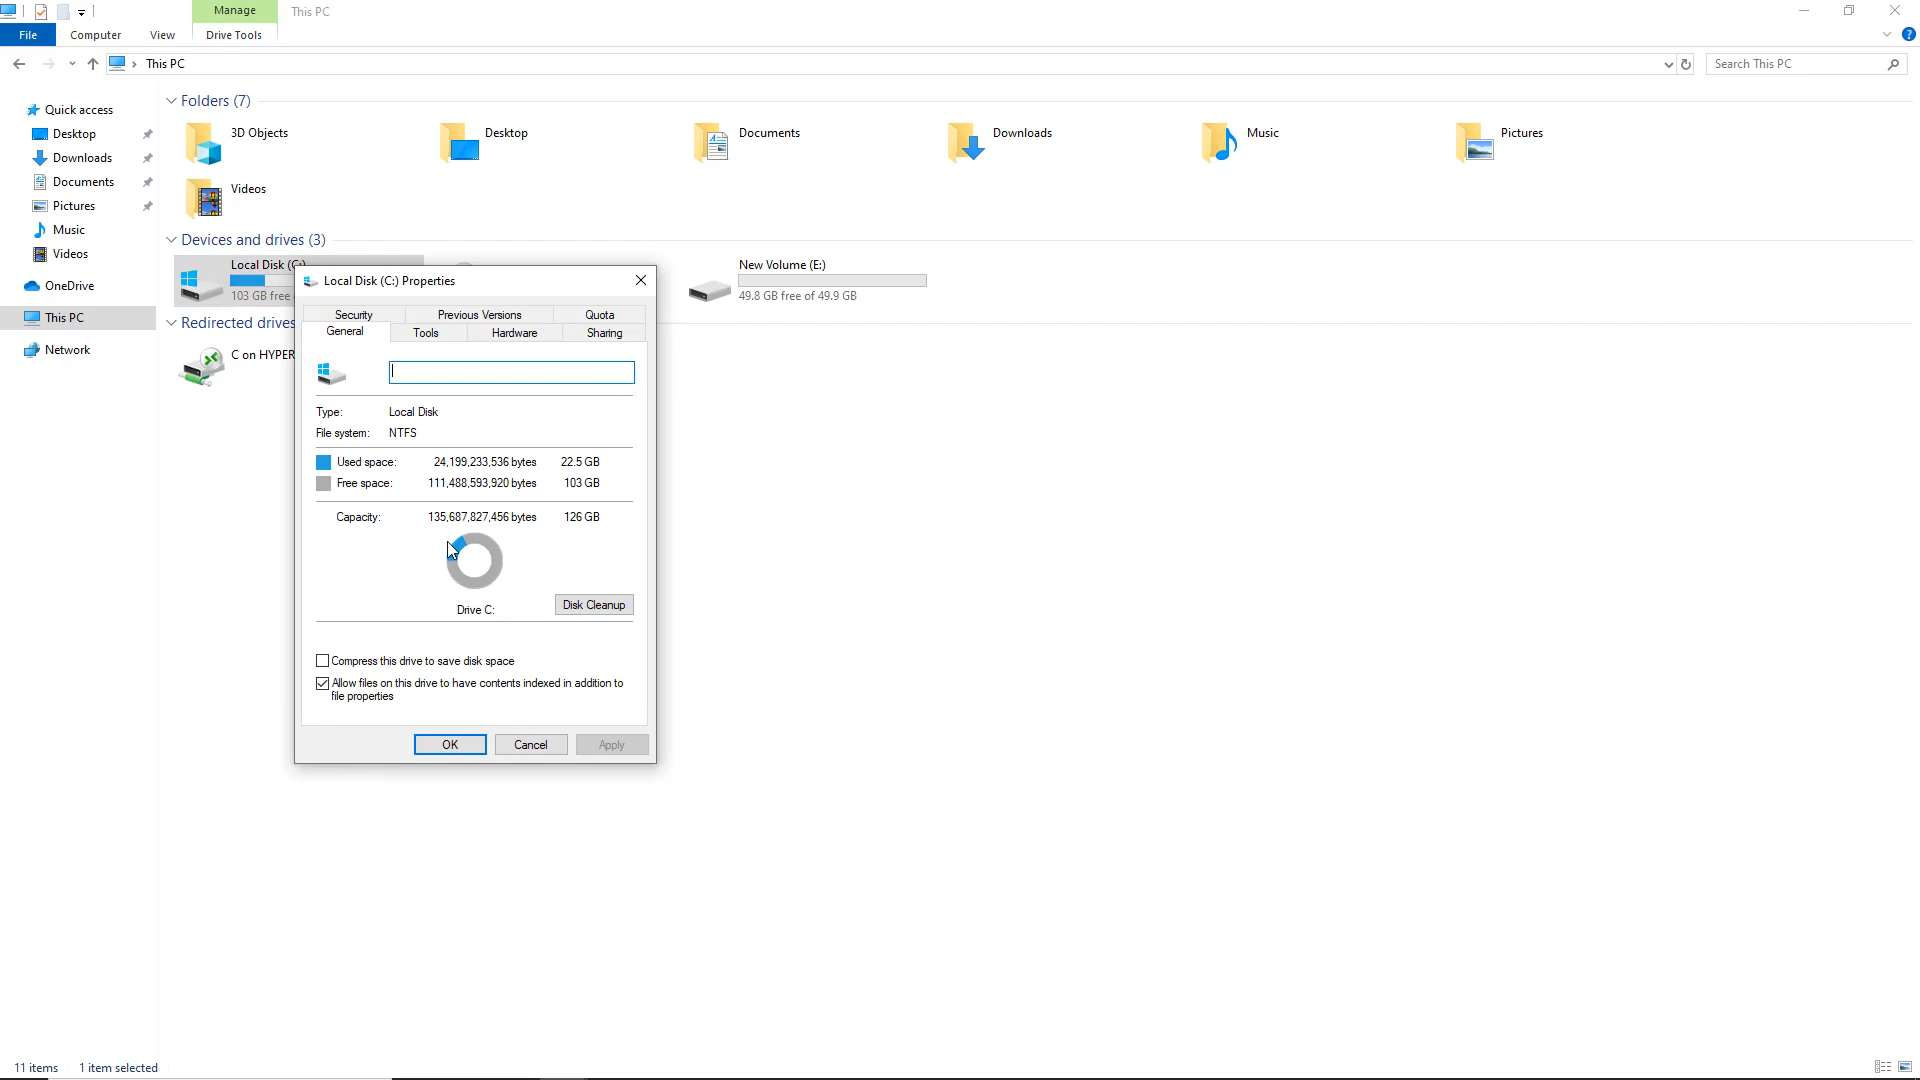 Manage
This PC
File
Computer
View
Drive Tools
This PC
Search This PC
Quick access
Desktop
Downloads
Documents
Pictures
Music
Videos
OneDrive
This PC
Network
Folders (7)
3D Objects
Desktop
Documents
Downloads
Music
Pictures
Videos
Devices and drives (3)
Local Disk (C:)
103 GB free
New Volume (E:)
49.8 GB free of 49.9 GB
Redirected drives
C on HYPER
Local Disk (C:) Properties
Security
Previous Versions
Quota
General
Tools
Hardware
Sharing
Type: Local Disk
File system: NTFS
Used space: 24,199,233,536 bytes 22.5 GB
Free space: 111,488,593,920 bytes 103 GB
Capacity: 135,687,827,456 bytes 126 GB
Drive C:
Disk Cleanup
Compress this drive to save disk space
Allow files on this drive to have contents indexed in addition to
file properties
OK
Cancel
Apply
11 items
1 item selected